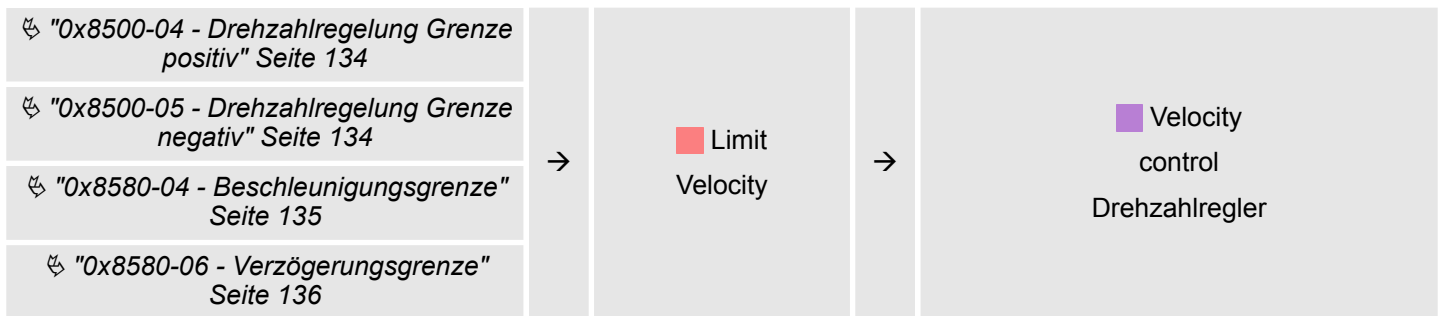 "0x8500-04 - Drehzahlregelung Grenze
positiv" Seite 134
"0x8500-05 - Drehzahlregelung Grenze
negativ" Seite 134
"0x8580-04 - Beschleunigungsgrenze"
Seite 135
"0x8580-06 - Verzögerungsgrenze"
Seite 136
→
Limit
Velocity
→
Velocity
control
Drehzahlregler